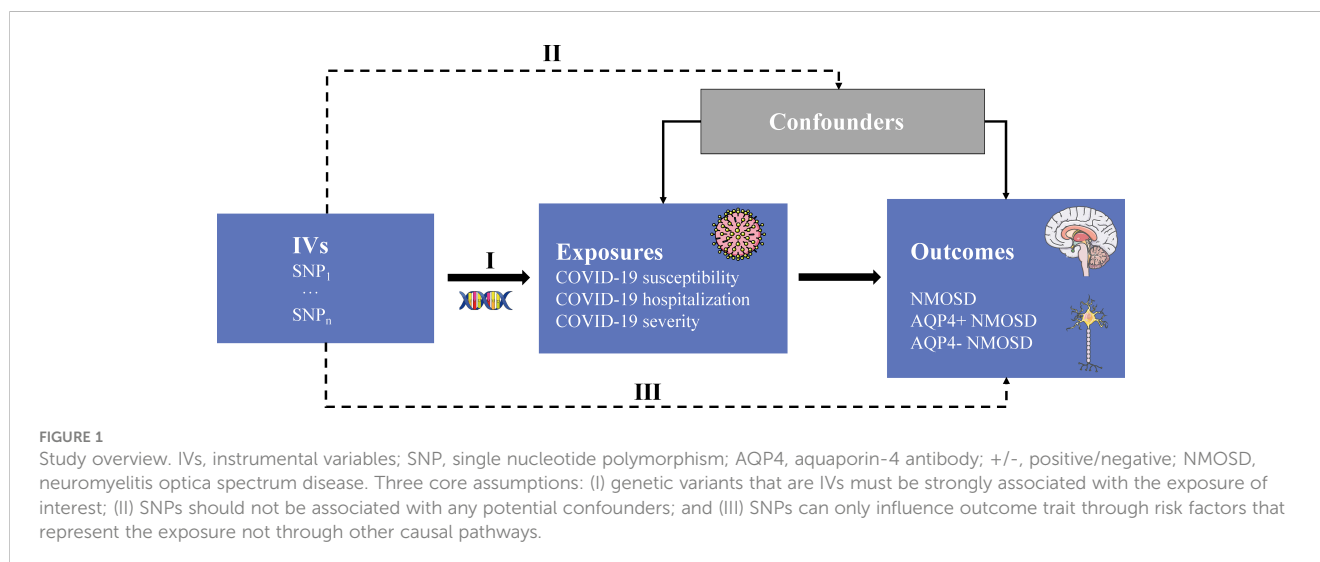 II
Confounders
IVs
SNP1
...
SNPn
I
Exposures
COVID-19 susceptibility
COVID-19 hospitalization
COVID-19 severity
Outcomes
NMOSD
AQP4+ NMOSD
AQP4- NMOSD
III
FIGURE 1
Study overview. IVs, instrumental variables; SNP, single nucleotide polymorphism; AQP4, aquaporin-4 antibody; +/-, positive/negative; NMOSD,
neuromyelitis optica spectrum disease. Three core assumptions: (I) genetic variants that are IVs must be strongly associated with the exposure of
interest; (II) SNPs should not be associated with any potential confounders; and (III) SNPs can only influence outcome trait through risk factors that
represent the exposure not through other causal pathways.